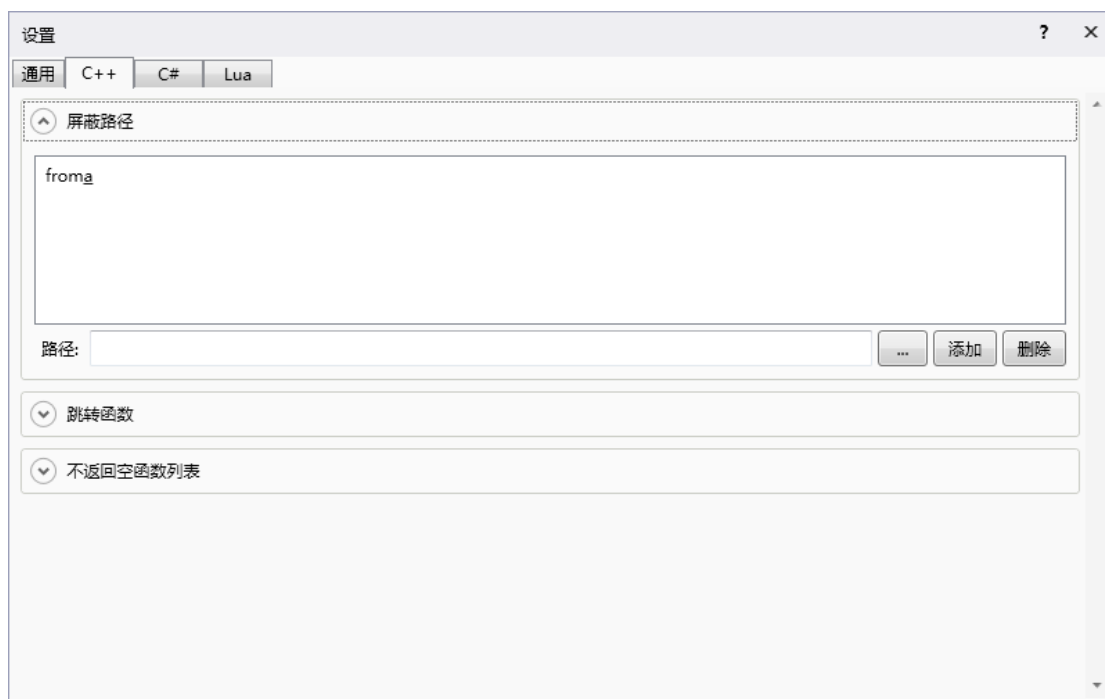 设置
? ×
通用 C++ C# Lua
屏蔽路径
froma
路径: ... 添加 删除
跳转函数
不返回空函数列表